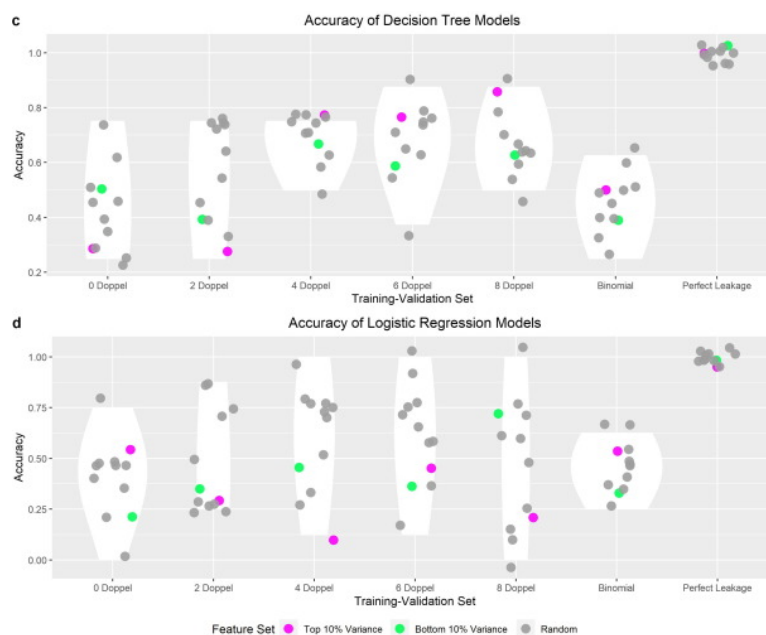 c
Accuracy of Decision Tree Models
1.0
0.8
0.6
0.4
0.2
Accuracy
0 Doppel
2 Doppel
4 Doppel
6 Doppel
8 Doppel
Binomial
Perfect Leakage
Training-Validation Set
d
Accuracy of Logistic Regression Models
1.00
0.75
0.50
0.25
0.00
Accuracy
0 Doppel
2 Doppel
4 Doppel
6 Doppel
8 Doppel
Binomial
Perfect Leakage
Training-Validation Set
Feature Set Top 10% Variance Bottom 10% Variance Random